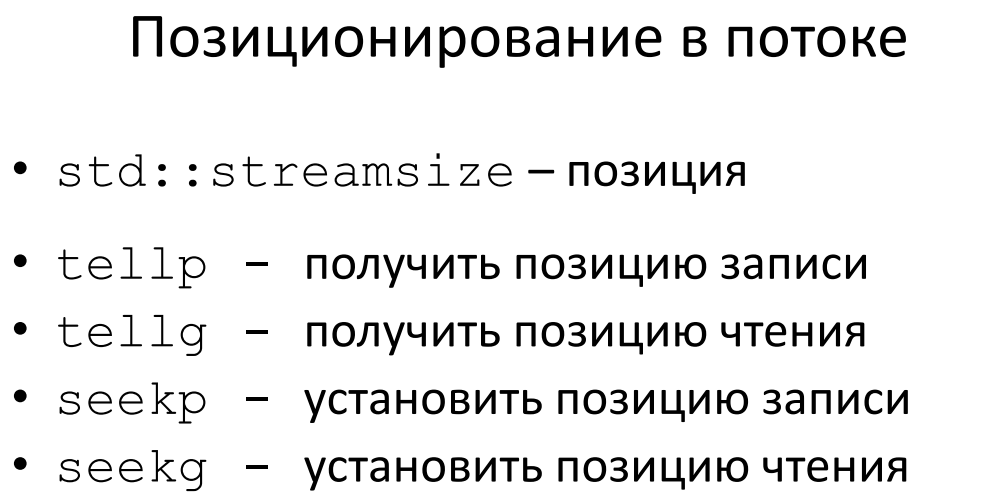 Позиционирование в потоке
• std::streamsize – позиция
• tellp – получить позицию записи
• tellg – получить позицию чтения
• seekp – установить позицию записи
• seekg – установить позицию чтения